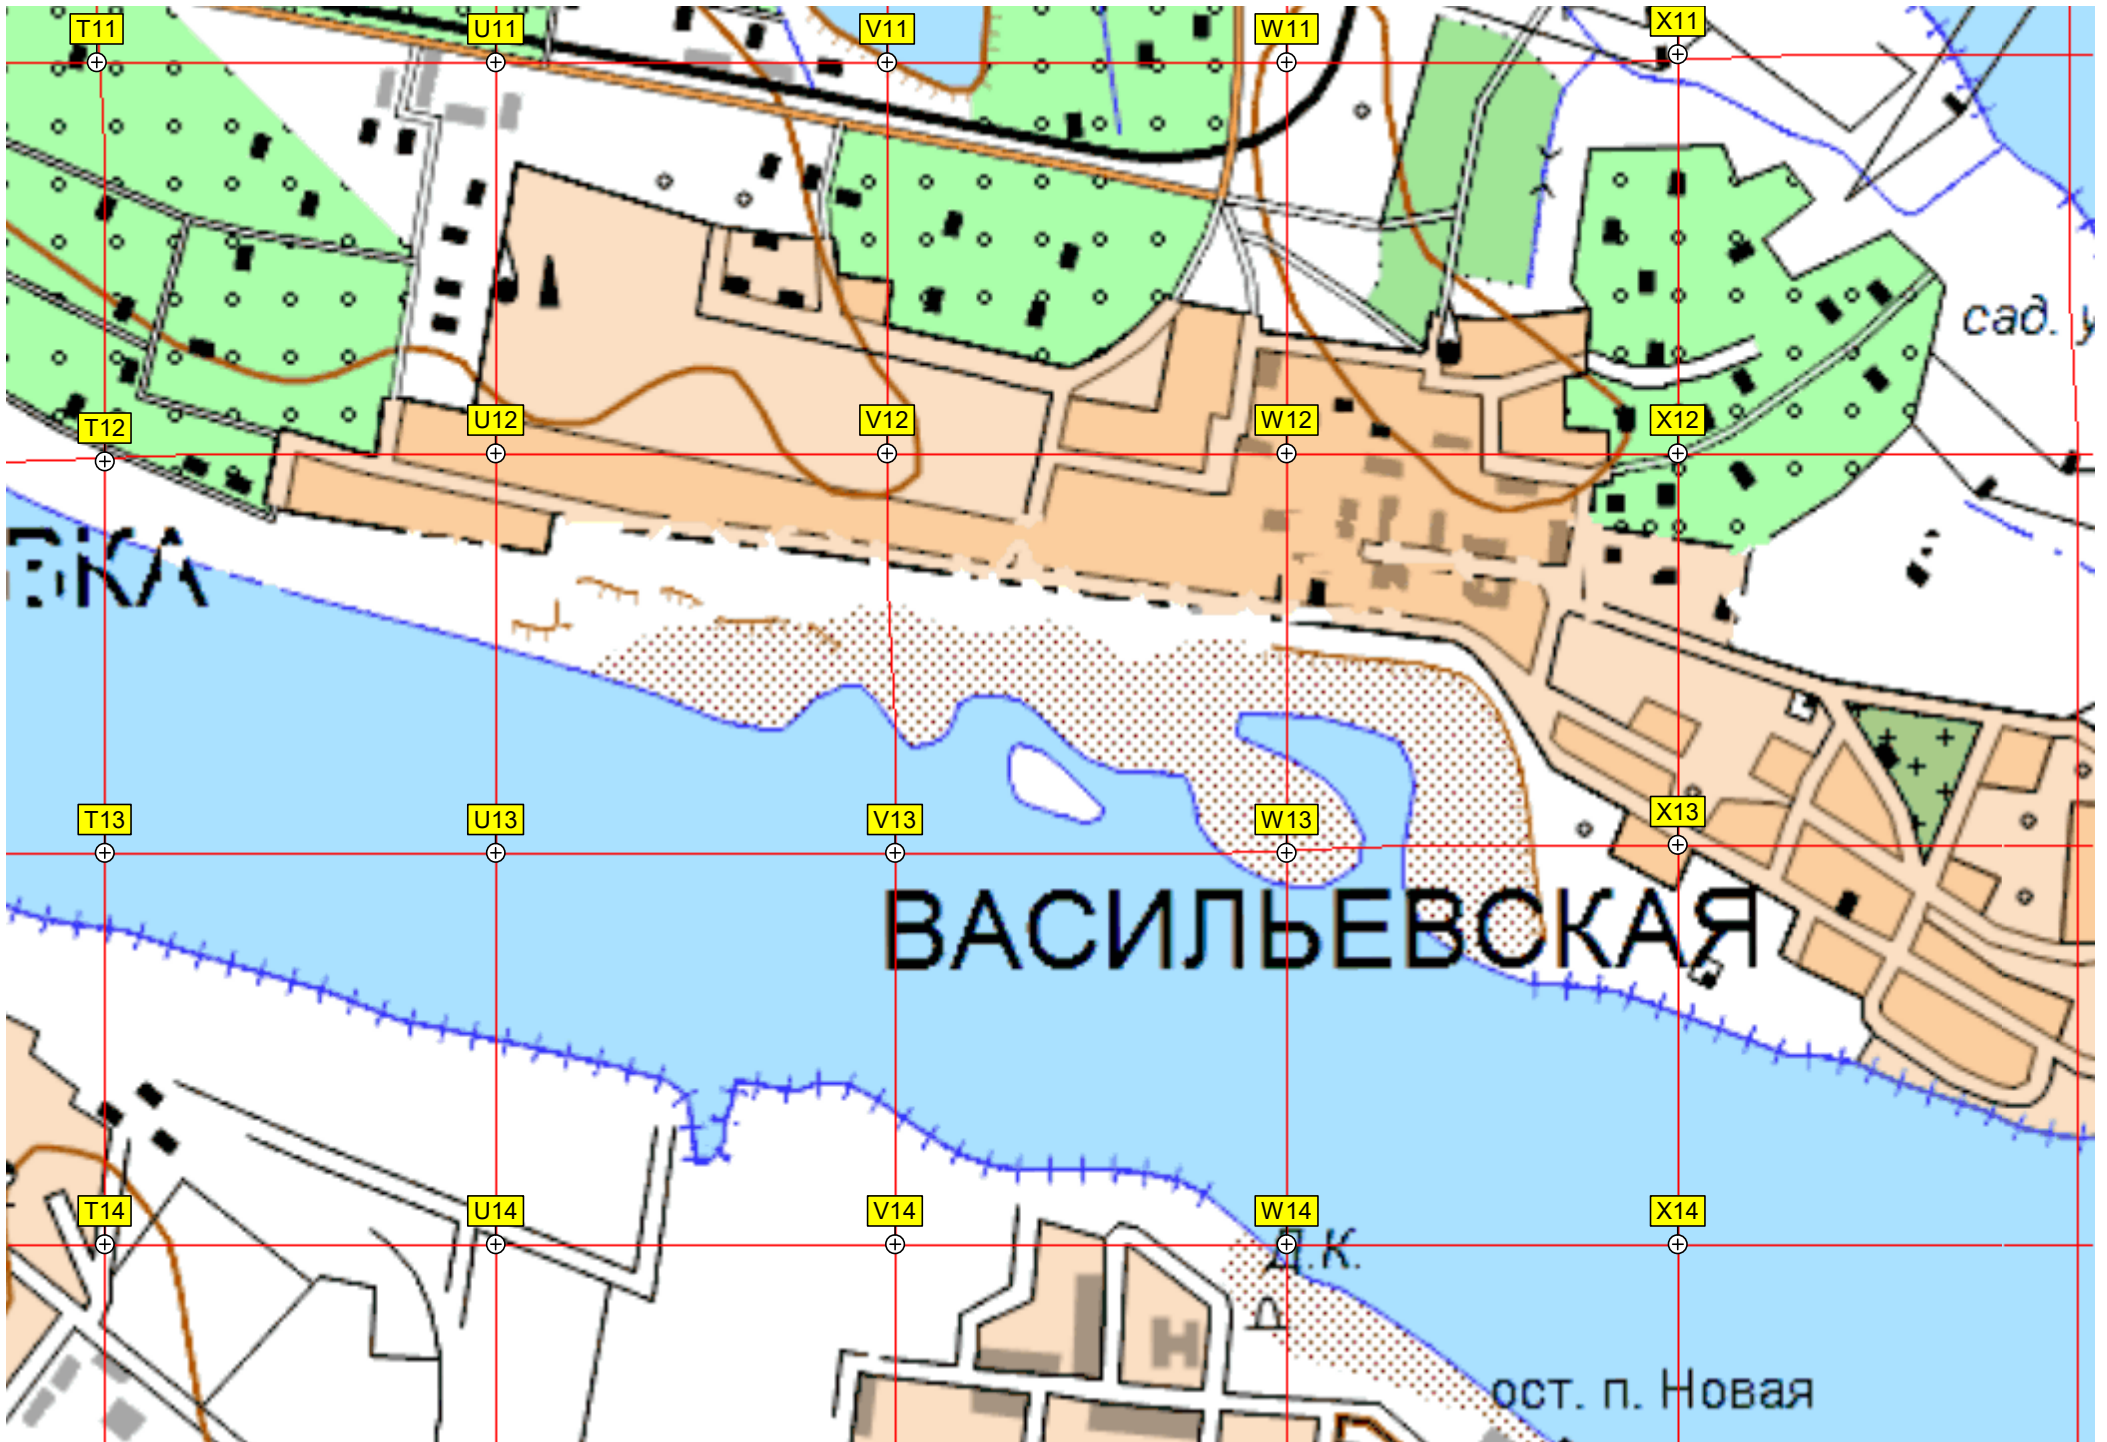 T11
U11
V11
W11
X11
сад. у
T12
U12
V12
W12
X12
T13
U13
V13
W13
X13
ВАСИЛЬЕВСКАЯ
T14
U14
V14
W14
X14
Д.К.
ост. п. Новая